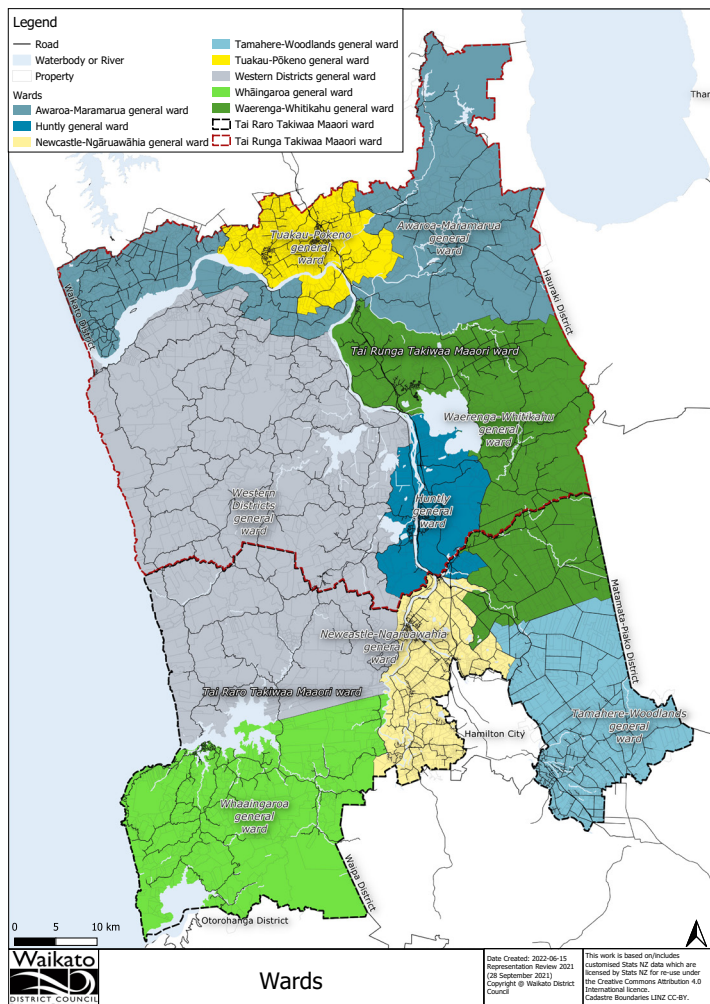 Legend
Road
Waterbody or River
Property
Wards
Awaroa-Maramarua general ward
Huntly general ward
Newcastle-Ngāruawāhia general ward
Tamahere-Woodlands general ward
Tuakau-Pōkeno general ward
Western Districts general ward
Whāingaroa general ward
Waerenga-Whitikahu general ward
Tai Raro Takiwaa Maaori ward
Tai Runga Takiwaa Maaori ward
Tuakau-Pokeno
general
ward
Awaroa-Maramarua
general
ward
Waikato District
Hauraki District
Tai Runga Takiwaa Maaori ward
Waerenga-Whitikahu
general
ward
Western
Districts
general
ward
Huntly
general
ward
Matamata-Piako District
Newcastle-Ngaruawahia
general
ward
Tai Raro Takiwaa Maaori ward
Tamahere-Woodlands
general
ward
Hamilton City
Whaaingaroa
general
ward
Waipa District
Otorohanga District
0 5 10 km
Waikato
DISTRICT COUNCIL
Wards
Date Created: 2022-06-15
Representation Review 2021
(28 September 2021)
Copyright @ Waikato District
Council
This work is based on/includes
customised Stats NZ data which are
licensed by Stats NZ for re-use under
the Creative Commons Attribution 4.0
International licence.
Cadastre Boundaries LINZ CC-BY.